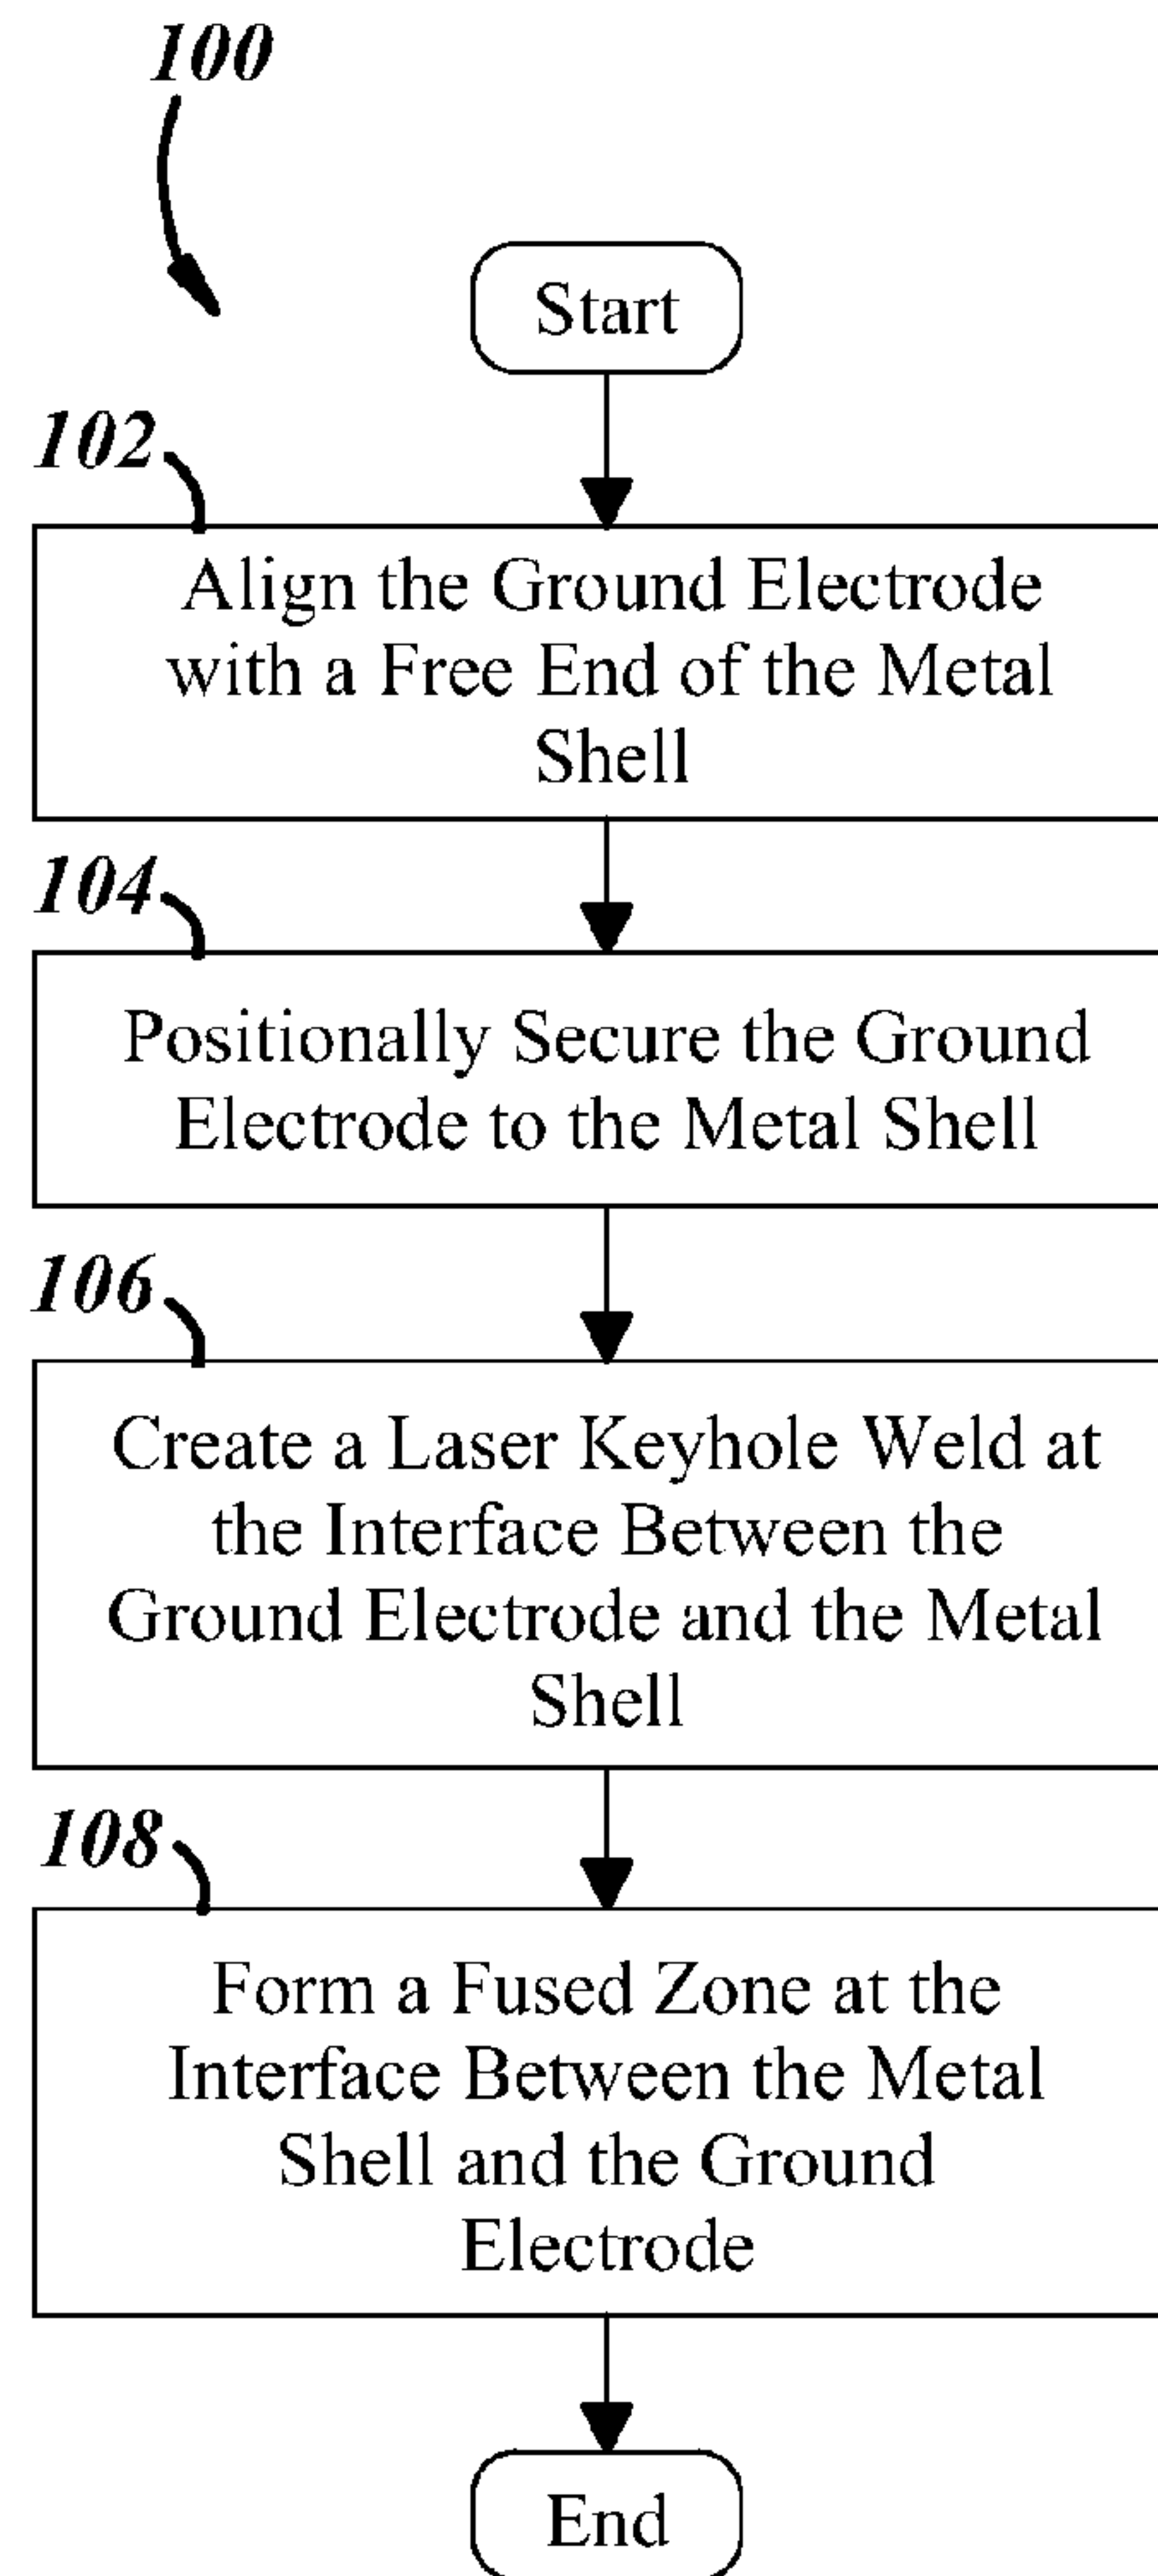 100
Start
102
Align the Ground Electrode
with a Free End of the Metal
Shell
104
Positionally Secure the Ground
Electrode to the Metal Shell
106
Create a Laser Keyhole Weld at
the Interface Between the
Ground Electrode and the Metal
Shell
108
Form a Fused Zone at the
Interface Between the Metal
Shell and the Ground
Electrode
End